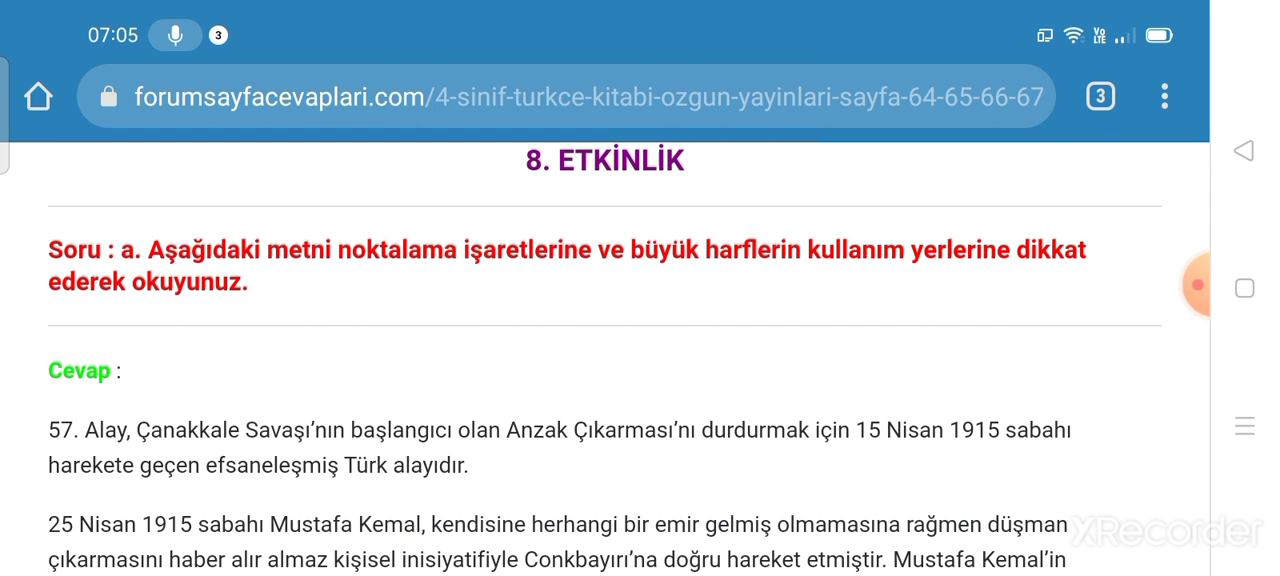 07:05
3
VO
LTE
forumsayfacevaplari.com/4-sinif-turkce-kitabi-ozgun-yayinlari-sayfa-64-65-66-67
3
8. ETKİNLİK
Soru : a. Aşağıdaki metni noktalama işaretlerine ve büyük harflerin kullanım yerlerine dikkat
ederek okuyunuz.
Cevap :
57. Alay, Çanakkale Savaşı’nın başlangıcı olan Anzak Çıkarması’nı durdurmak için 15 Nisan 1915 sabahı
harekete geçen efsaneleşmiş Türk alayıdır.
25 Nisan 1915 sabahı Mustafa Kemal, kendisine herhangi bir emir gelmiş olmamasına rağmen düşman
XRecorder
çıkarmasını haber alır almaz kişisel inisiyatifiyle Conkbayırı’na doğru hareket etmiştir. Mustafa Kemal’in